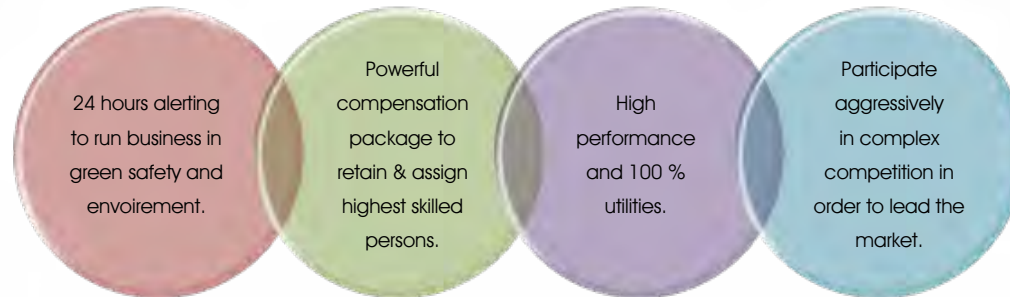 24 hours alerting
to run business in
green safety and
envoirement.
Powerful
compensation
package to
retain & assign
highest skilled
persons.
High
performance
and 100 %
utilities.
Participate
aggressively
in complex
competition in
order to lead the
market.